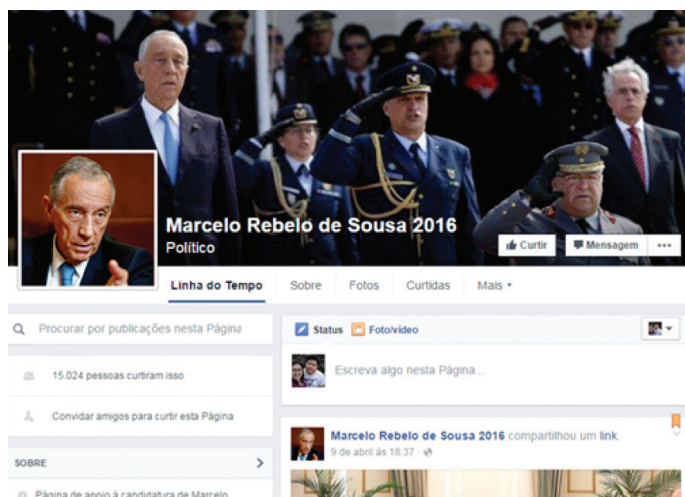 Marcelo Rebelo de Sousa 2016
Político
Curtir
Mensagem
Linha do Tempo
Sobre
Fotos
Curtidas
Mais
Procurar por publicações nesta Página
Status
Foto/vídeo
15.024 pessoas curtiram isso
Escreva algo nesta Página...
Convidar amigos para curtir esta Página
Marcelo Rebelo de Sousa 2016 compartilhou um link.
9 de abril às 18:37
SOBRE
Página de apoio á candidatura de Marcelo